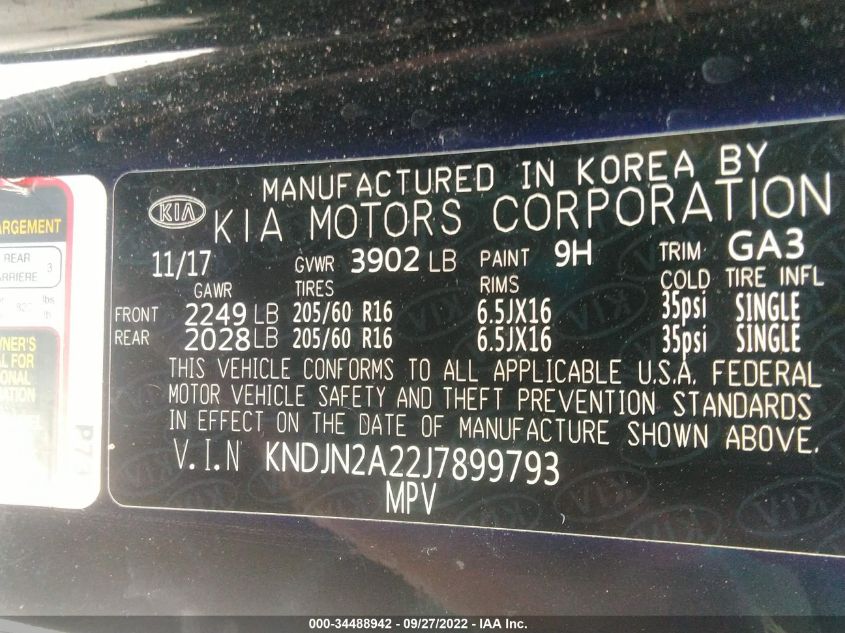 MANUFACTURED IN KOREA BY
KIA KIA MOTORS CORPORATION
11/17 GVWR 3902 LB PAINT 9H TRIM GA3
GAWR TIRES RIMS COLD TIRE INFL
FRONT 2249 LB 205/60 R16 6.5JX16 35psi SINGLE
REAR 2028 LB 205/60 R16 6.5JX16 35psi SINGLE
THIS VEHICLE CONFORMS TO ALL APPLICABLE U.S.A. FEDERAL
MOTOR VEHICLE SAFETY AND THEFT PREVENTION STANDARDS
IN EFFECT ON THE DATE OF MANUFACTURE SHOWN ABOVE.
V.I.N KNDJN2A22J7899793
MPV
REAR
3
lbs
000-34488942 - 09/27/2022 - IAA Inc.